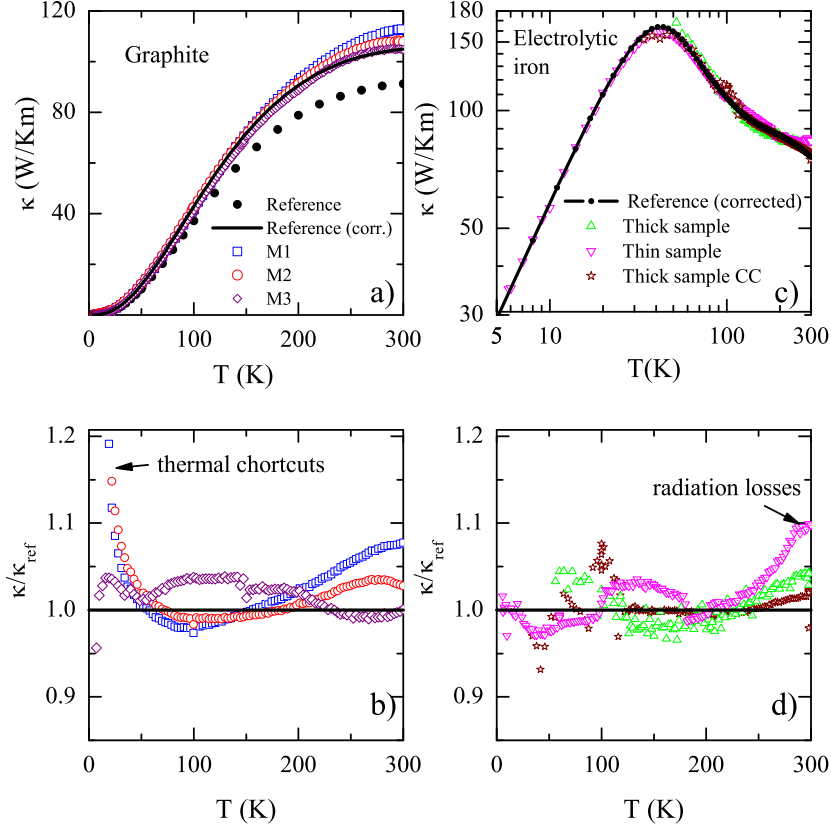 120
80
40
κ (W/Km)
Graphite
Reference
Reference (corr.)
M1
M2
M3
a)
0
100
200
300
T (K)
180
150
100
50
30
κ (W/Km)
Electrolytic
iron
Reference (corrected)
Thick sample
Thin sample
Thick sample CC
c)
5
10
100
300
T(K)
1.2
1.1
1.0
0.9
κ/κref
thermal chortcuts
b)
0
100
200
300
T (K)
1.2
1.1
1.0
0.9
κ/κref
radiation losses
d)
0
100
200
300
T (K)